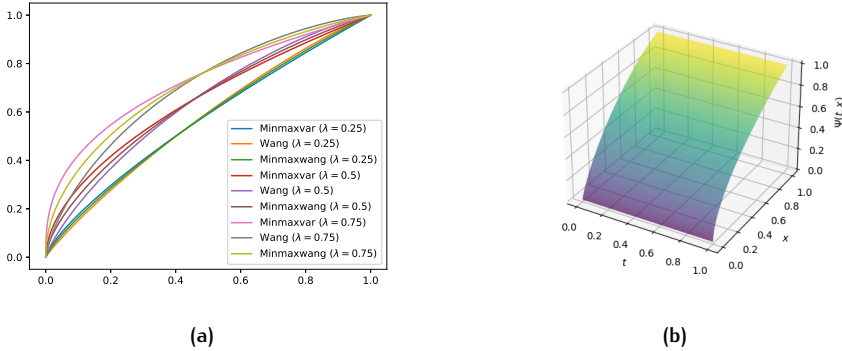 1.0
0.8
0.6
0.4
0.2
0.0
0.0 0.2 0.4 0.6 0.8 1.0
Minmaxvar (λ = 0.25)
Wang (λ = 0.25)
Minmaxwang (λ = 0.25)
Minmaxvar (λ = 0.5)
Wang (λ = 0.5)
Minmaxwang (λ = 0.5)
Minmaxvar (λ = 0.75)
Wang (λ = 0.75)
Minmaxwang (λ = 0.75)
(a)
1.0
0.8
0.6
0.4
0.2
0.0
1.0
0.8
0.6
0.4
0.2
0.0
x
0.0 0.2 0.4 0.6 0.8 1.0
t
(b)